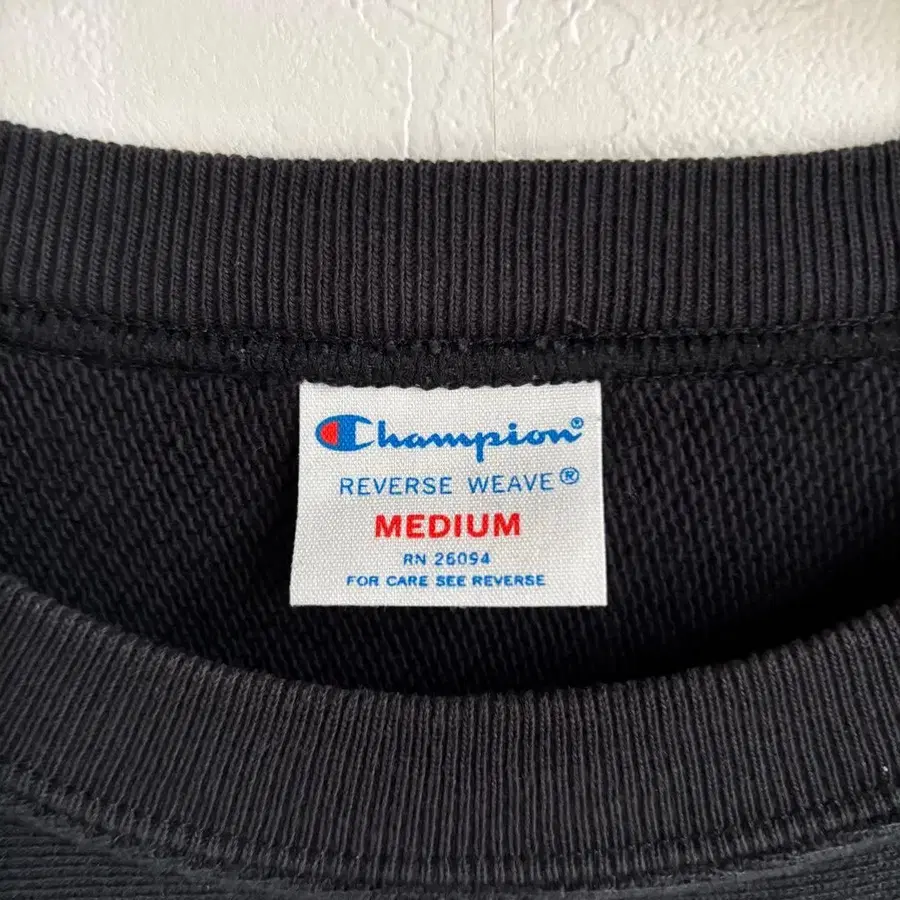 Champion®
REVERSE WEAVE®
MEDIUM
RN 26094
FOR CARE SEE REVERSE